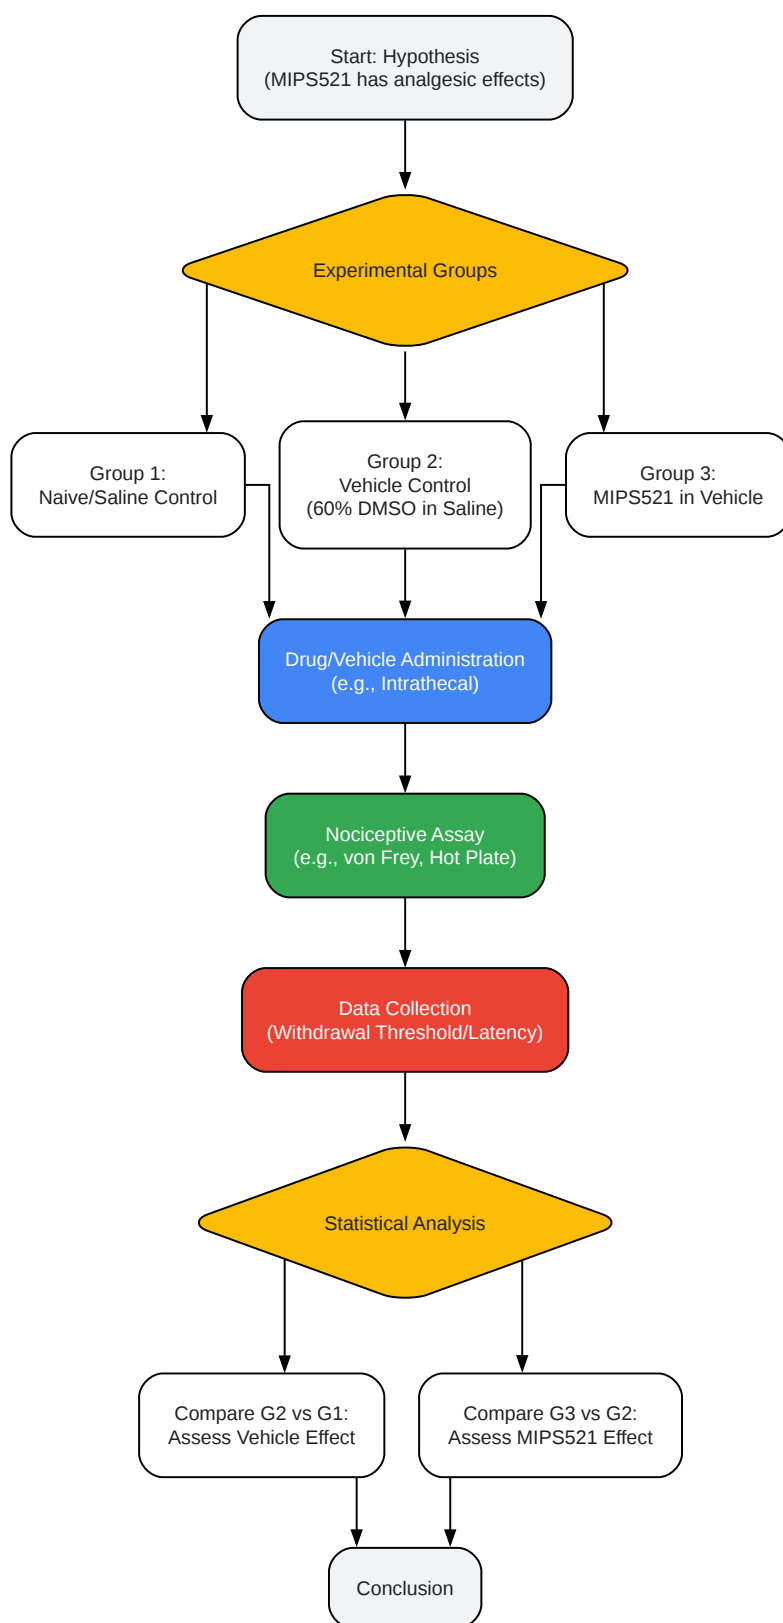 Start: Hypothesis
(MIPS521 has analgesic effects)
Experimental Groups
Group 1:
Naive/Saline Control
Group 2:
Vehicle Control
(60% DMSO in Saline)
Group 3:
MIPS521 in Vehicle
Drug/Vehicle Administration
(e.g., Intrathecal)
Nociceptive Assay
(e.g., von Frey, Hot Plate)
Data Collection
(Withdrawal Threshold/Latency)
Statistical Analysis
Compare G2 vs G1:
Assess Vehicle Effect
Compare G3 vs G2:
Assess MIPS521 Effect
Conclusion